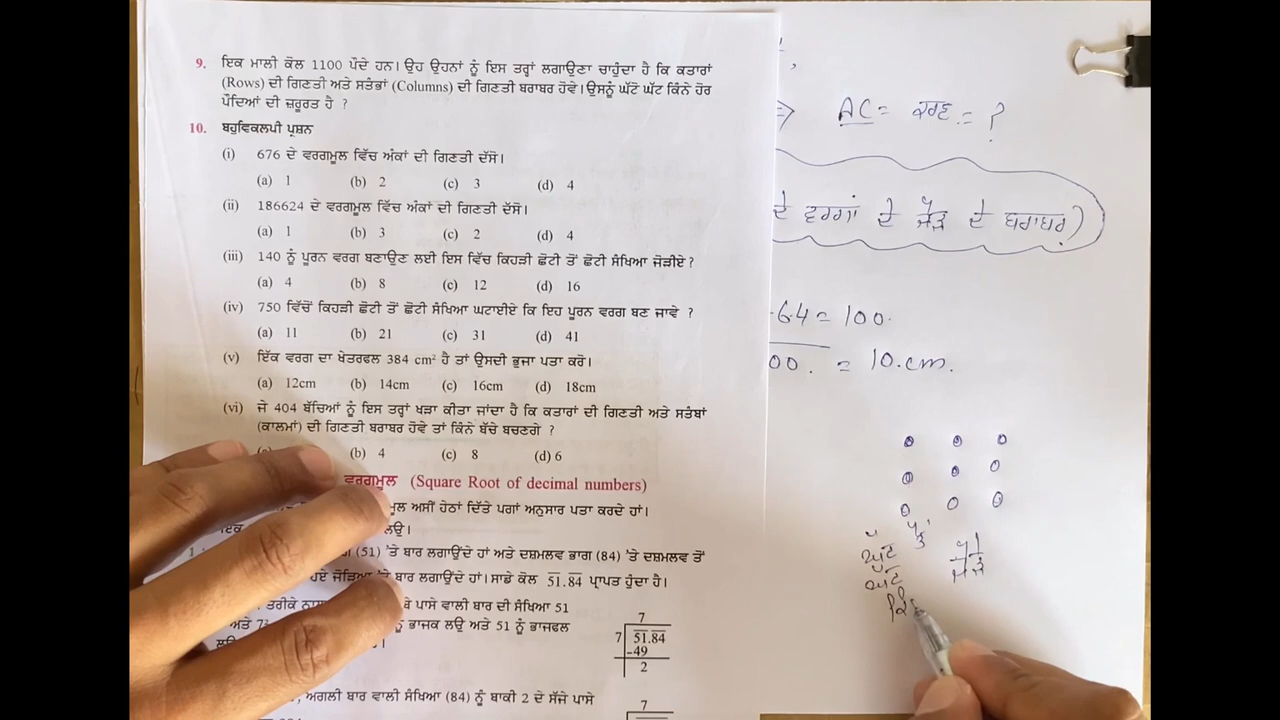 9. ਇਕ ਮਾਲੀ ਕੋਲ 1100 ਪੌਦੇ ਹਨ। ਉਹ ਉਹਨਾਂ ਨੂੰ ਇਸ ਤਰ੍ਹਾਂ ਲਗਾਉਣਾ ਚਾਹੁੰਦਾ ਹੈ ਕਿ ਕਤਾਰਾਂ
(Rows) ਦੀ ਗਿਣਤੀ ਅਤੇ ਸਤੰਭਾਂ (Columns) ਦੀ ਗਿਣਤੀ ਬਰਾਬਰ ਹੋਵੇ। ਉਸਨੂੰ ਘੱਟੋ ਘੱਟ ਕਿੰਨੇ ਹੋਰ
ਪੌਦਿਆਂ ਦੀ ਜ਼ਰੂਰਤ ਹੈ ?
10. ਬਹੁਵਿਕਲਪੀ ਪ੍ਰਸ਼ਨ
(i) 676 ਦੇ ਵਰਗਮੂਲ ਵਿੱਚ ਅੰਕਾਂ ਦੀ ਗਿਣਤੀ ਦੱਸੋ।
(a) 1 (b) 2 (c) 3 (d) 4
(ii) 186624 ਦੇ ਵਰਗਮੂਲ ਵਿੱਚ ਅੰਕਾਂ ਦੀ ਗਿਣਤੀ ਦੱਸੋ।
(a) 1 (b) 3 (c) 2 (d) 4
(iii) 140 ਨੂੰ ਪੂਰਨ ਵਰਗ ਬਣਾਉਣ ਲਈ ਇਸ ਵਿੱਚ ਕਿਹੜੀ ਛੋਟੀ ਤੋਂ ਛੋਟੀ ਸੰਖਿਆ ਜੋੜੀਏ ?
(a) 4 (b) 8 (c) 12 (d) 16
(iv) 750 ਵਿੱਚੋਂ ਕਿਹੜੀ ਛੋਟੀ ਤੋਂ ਛੋਟੀ ਸੰਖਿਆ ਘਟਾਈਏ ਕਿ ਇਹ ਪੂਰਨ ਵਰਗ ਬਣ ਜਾਵੇ ?
(a) 11 (b) 21 (c) 31 (d) 41
(v) ਇੱਕ ਵਰਗ ਦਾ ਖੇਤਰਫਲ 384 cm² ਹੈ ਤਾਂ ਉਸਦੀ ਭੁਜਾ ਪਤਾ ਕਰੋ।
(a) 12cm (b) 14cm (c) 16cm (d) 18cm
(vi) ਜੇ 404 ਬੱਚਿਆਂ ਨੂੰ ਇਸ ਤਰ੍ਹਾਂ ਖੜਾ ਕੀਤਾ ਜਾਂਦਾ ਹੈ ਕਿ ਕਤਾਰਾਂ ਦੀ ਗਿਣਤੀ ਅਤੇ ਸਤੰਬਾਂ
(ਕਾਲਮਾਂ) ਦੀ ਗਿਣਤੀ ਬਰਾਬਰ ਹੋਵੇ ਤਾਂ ਕਿੰਨੇ ਬੱਚੇ ਬਚਣਗੇ ?
(b) 4 (c) 8 (d) 6
ਵਰਗਮੂਲ (Square Root of decimal numbers)
ਅਸੀਂ ਹੇਠਾਂ ਦਿੱਤੇ ਪਗਾਂ ਅਨੁਸਾਰ ਪਤਾ ਕਰਦੇ ਹਾਂ।
ਲਉ।
(51) 'ਤੇ ਬਾਰ ਲਗਾਉਂਦੇ ਹਾਂ ਅਤੇ ਦਸ਼ਮਲਵ ਭਾਗ (84) 'ਤੇ ਦਸ਼ਮਲਵ ਤੋਂ
ਬਾਰ ਲਗਾਉਂਦੇ ਹਾਂ। ਸਾਡੇ ਕੋਲ 51.84 ਪ੍ਰਾਪਤ ਹੁੰਦਾ ਹੈ।
ਪਾਸੇ ਵਾਲੀ ਬਾਰ ਦੀ ਸੰਖਿਆ 51
ਭਾਜਕ ਲਉ ਅਤੇ 51 ਨੂੰ ਭਾਜਫਲ
7
7 51.84
-49
2
ਅਗਲੀ ਬਾਰ ਵਾਲੀ ਸੰਖਿਆ (84) ਨੂੰ ਬਾਕੀ 2 ਦੇ ਸੱਜੇ ਪਾਸੇ
7
AC = ਕਰਣ = ?
ਦੇ ਵਰਗਾਂ ਦੇ ਜੋੜ ਦੇ ਬਰਾਬਰ)
64 = 100.
00. = 10.cm.